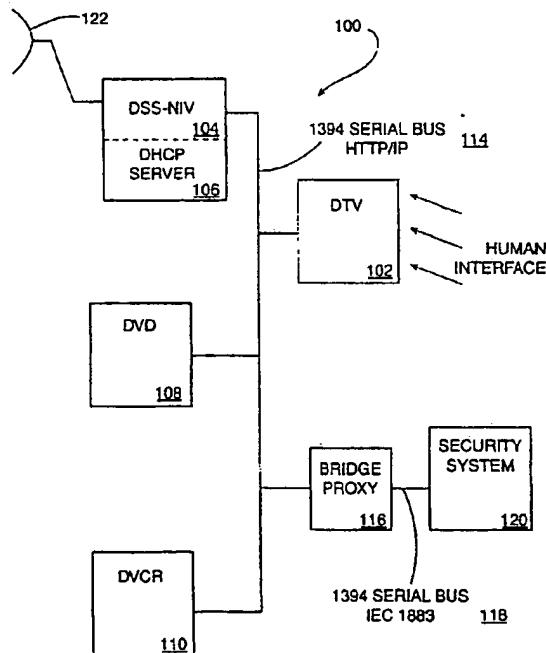 122
100
DSS-NIV
104
DHCP
SERVER
106
1394 SERIAL BUS
HTTP/IP
114
DTV
102
HUMAN
INTERFACE
DVD
108
BRIDGE
PROXY
116
SECURITY
SYSTEM
120
DVCR
110
1394 SERIAL BUS
IEC 1883
118